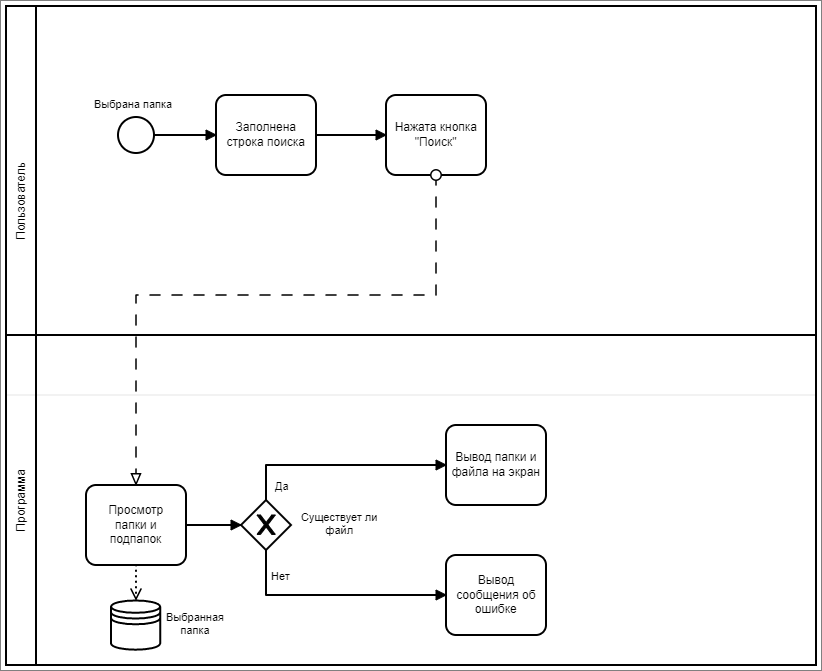 Пользователь
Выбрана папка
Заполнена
строка поиска
Нажата кнопка
"Поиск"
Программа
Просмотр
папки и
подпапок
Выбранная
папка
Существует ли
файл
Да
Нет
Вывод папки и
файла на экран
Вывод
сообщения об
ошибке